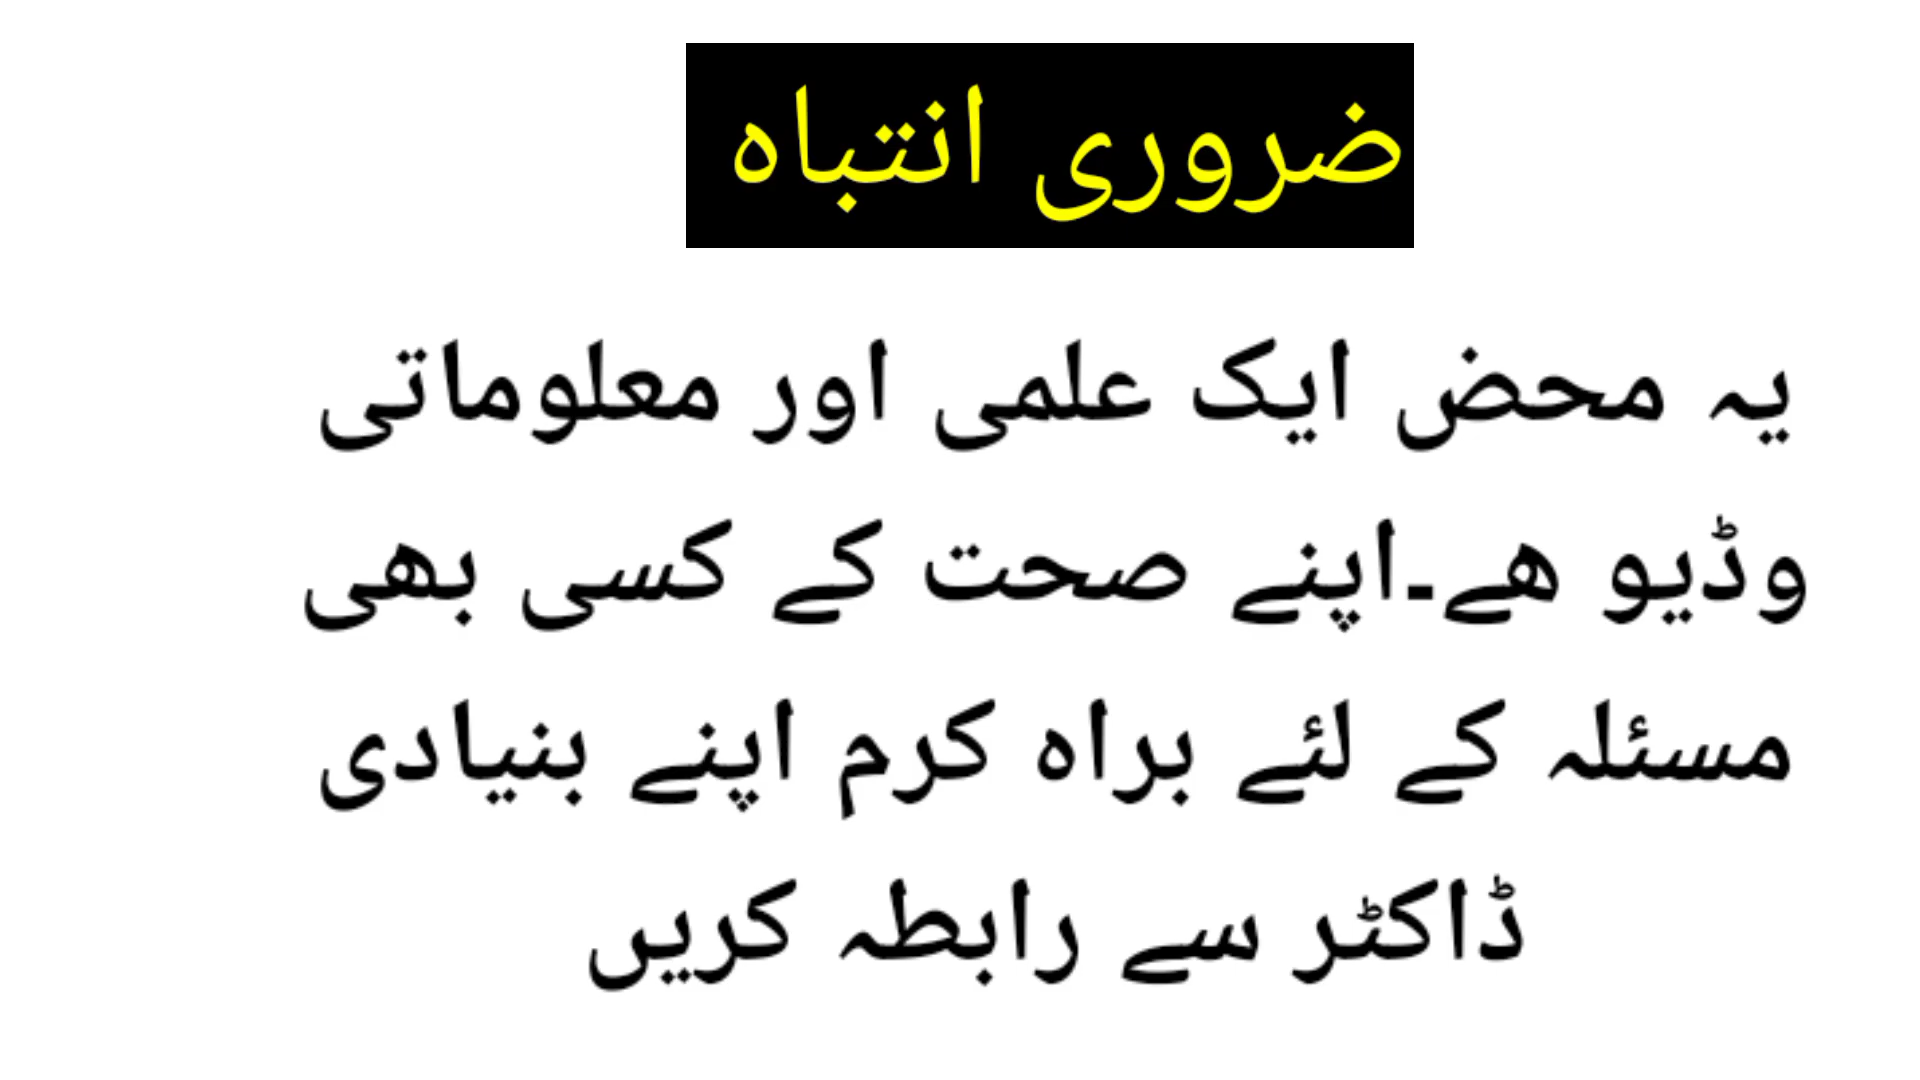 ضروری انتباہ
یہ محض ایک علمی اور معلوماتی
وڈیو ھے۔اپنے صحت کے کسی بھی
مسئلہ کے لئے براہ کرم اپنے بنیادی
ڈاکٹر سے رابطہ کریں